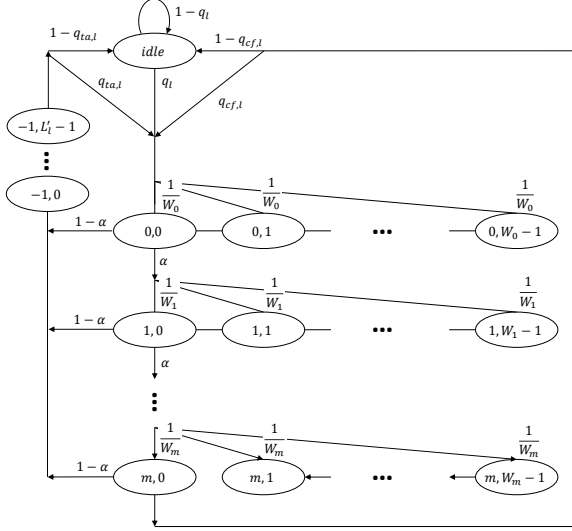 1 − q_l
1 − q_{ta,l}
idle
1 − q_{cf,l}
q_{ta,l}
q_l
q_{cf,l}
−1, L'_l − 1
−1, 0
1/W_0 1/W_0 1/W_0
1 − α
0,0 0, 1 0, W_0 − 1
α
1/W_1 1/W_1 1/W_1
1 − α
1, 0 1, 1 1, W_1 − 1
α
1/W_m 1/W_m 1/W_m
1 − α
m, 0 m, 1 m, W_m − 1